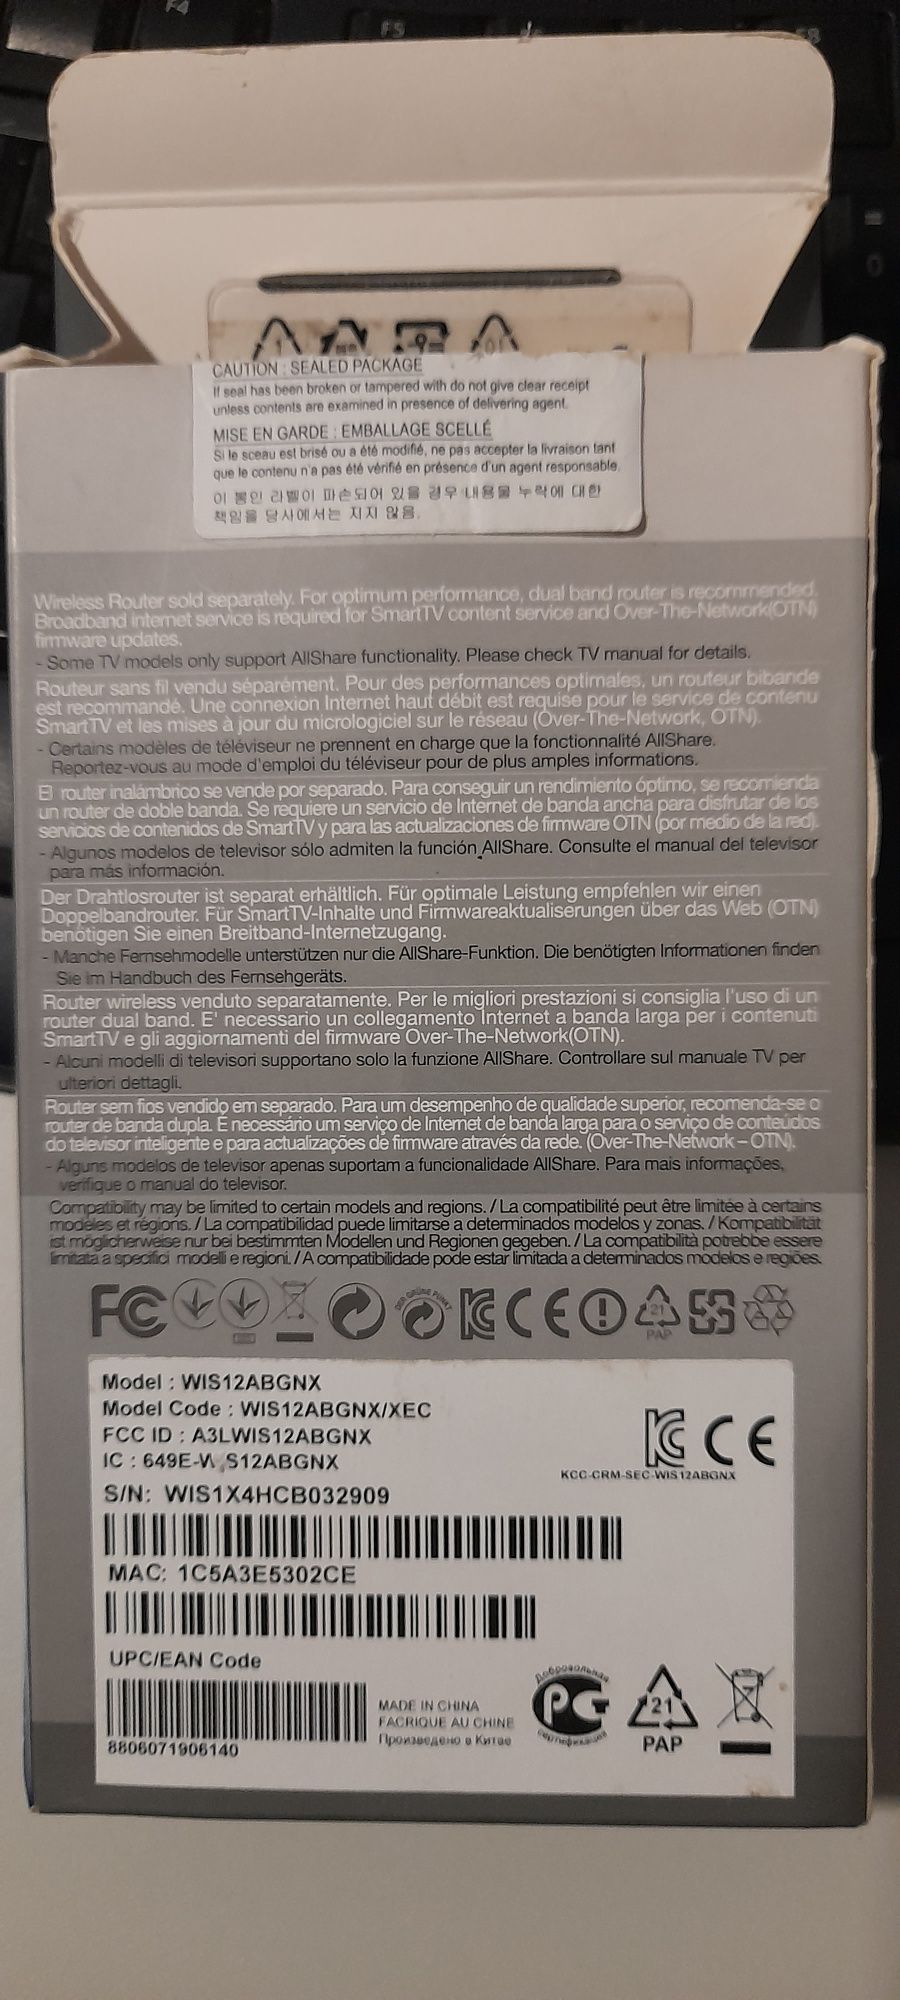 F4
F5
F8
CAUTION : SEALED PACKAGE
If seal has been broken or tampered with do not give clear receipt
unless contents are examined in presence of delivering agent.
MISE EN GARDE : EMBALLAGE SCELLÉ
Si le sceau est brisé ou a été modifié, ne pas accepter la livraison tant
que le contenu n'a pas été vérifié en présence d'un agent responsable.
이 봉인 라벨이 파손되어 있을 경우 내용물 누락에 대한
책임을 당사에서는 지지 않음.
Wireless Router sold separately. For optimum performance, dual band router is recommended.
Broadband internet service is required for SmartTV content service and Over-The-Network(OTN)
firmware updates.
- Some TV models only support AllShare functionality. Please check TV manual for details.
Routeur sans fil vendu séparément. Pour des performances optimales, un routeur bibande
est recommandé. Une connexion Internet haut débit est requise pour le service de contenu
SmartTV et les mises à jour du micrologiciel sur le réseau (Over-The-Network, OTN).
- Certains modèles de téléviseur ne prennent en charge que la fonctionnalité AllShare.
Reportez-vous au mode d'emploi du téléviseur pour de plus amples informations.
El router inalámbrico se vende por separado. Para conseguir un rendimiento óptimo, se recomienda
un router de doble banda. Se requiere un servicio de Internet de banda ancha para disfrutar de los
servicios de contenidos de SmartTV y para las actualizaciones de firmware OTN (por medio de la red).
- Algunos modelos de televisor sólo admiten la función AllShare. Consulte el manual del televisor
para más información.
Der Drahtlosrouter ist separat erhältlich. Für optimale Leistung empfehlen wir einen
Doppelbandrouter. Für SmartTV-Inhalte und Firmwareaktualiserungen über das Web (OTN)
benötigen Sie einen Breitband-Internetzugang.
- Manche Fernsehmodelle unterstützen nur die AllShare-Funktion. Die benötigten Informationen finden
Sie im Handbuch des Fernsehgeräts.
Router wireless venduto separatamente. Per le migliori prestazioni si consiglia l'uso di un
router dual band. E' necessario un collegamento Internet a banda larga per i contenuti
SmartTV e gli aggiornamenti del firmware Over-The-Network(OTN).
- Alcuni modelli di televisori supportano solo la funzione AllShare. Controllare sul manuale TV per
ulteriori dettagli.
Router sem fios vendido em separado. Para um desempenho de qualidade superior, recomenda-se o
router de banda dupla. É necessário um serviço de Internet de banda larga para o serviço de conteúdos
do televisor inteligente e para actualizações de firmware através da rede. (Over-The-Network – OTN).
- Alguns modelos de televisor apenas suportam a funcionalidade AllShare. Para mais informações,
verifique o manual do televisor.
Compatibility may be limited to certain models and regions. / La compatibilité peut être limitée à certains
modèles et régions. / La compatibilidad puede limitarse a determinados modelos y zonas. / Kompatibilität
ist möglicherweise nur bei bestimmten Modellen und Regionen gegeben. / La compatibilità potrebbe essere
limitata a specifici modelli e regioni. / A compatibilidade pode estar limitada a determinados modelos e regiões.
FC DER GRÜNE PUNKT CE 21
PAP
Model : WIS12ABGNX
Model Code : WIS12ABGNX/XEC
FCC ID : A3LWIS12ABGNX
IC : 649E-W S12ABGNX
CE
KCC-CRM-SEC-WIS12ABGNX
S/N: WIS1X4HCB032909
MAC: 1C5A3E5302CE
UPC/EAN Code
8806071906140
MADE IN CHINA
FACRIQUE AU CHINE
Произведено в Китае
Добровольная
РСТ
сертификация
21
PAP